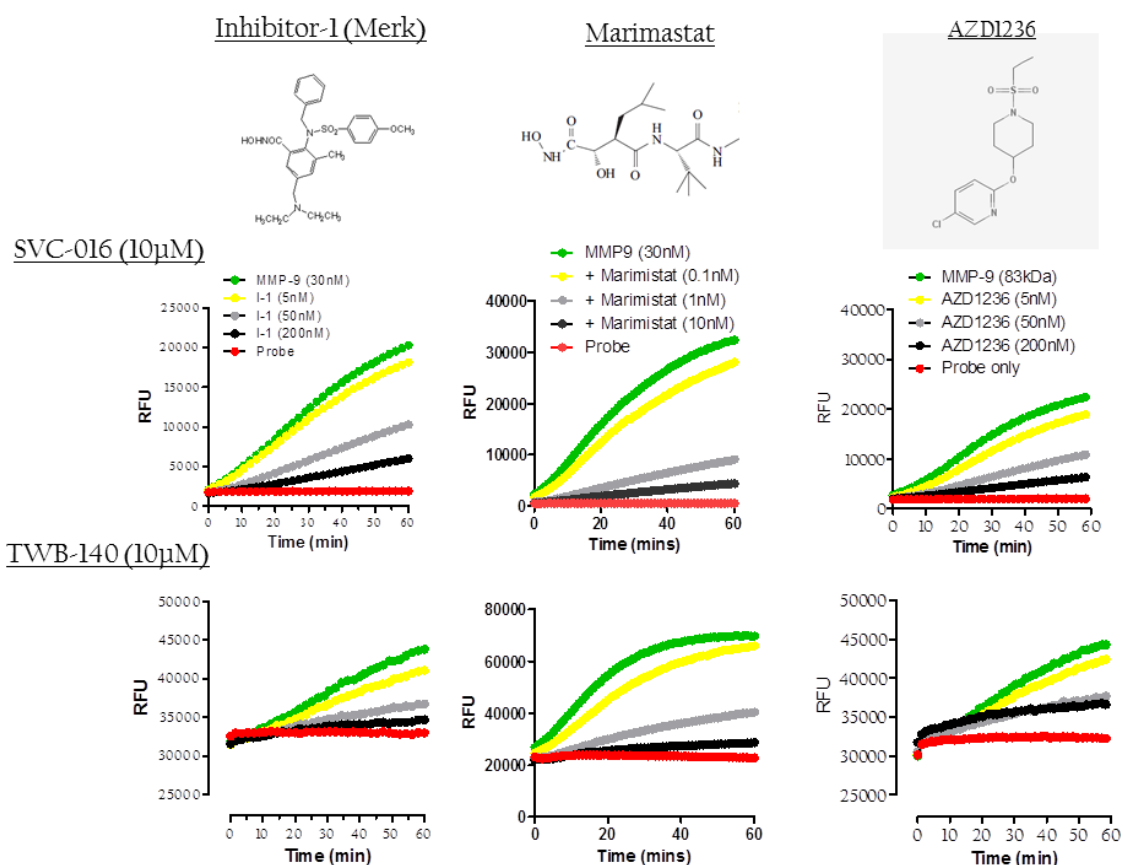 Inhibitor-1 (Merk)
Marimastat
AZD1236
HOHNOC
N
SO2
OCH3
CH3
N
H3CH2C
CH2CH3
HO
NH
O
OH
O
H
N
O
NH
O
S
O
N
O
N
Cl
SVC-016 (10µM)
MMP-9 (30nM)
I-1 (5nM)
I-1 (50nM)
I-1 (200nM)
Probe
RFU
25000
20000
15000
10000
5000
0
0 10 20 30 40 50 60
Time (min)
MMP9 (30nM)
+ Marimistat (0.1nM)
+ Marimistat (1nM)
+ Marimistat (10nM)
Probe
RFU
40000
30000
20000
10000
0
0 20 40 60
Time (mins)
MMP-9 (83kDa)
AZD1236 (5nM)
AZD1236 (50nM)
AZD1236 (200nM)
Probe only
RFU
40000
30000
20000
10000
0
0 10 20 30 40 50 60
Time (min)
TWB-140 (10µM)
RFU
50000
45000
40000
35000
30000
25000
0 10 20 30 40 50 60
Time (min)
RFU
80000
60000
40000
20000
0
0 20 40 60
Time (mins)
RFU
50000
45000
40000
35000
30000
25000
0 10 20 30 40 50 60
Time (min)